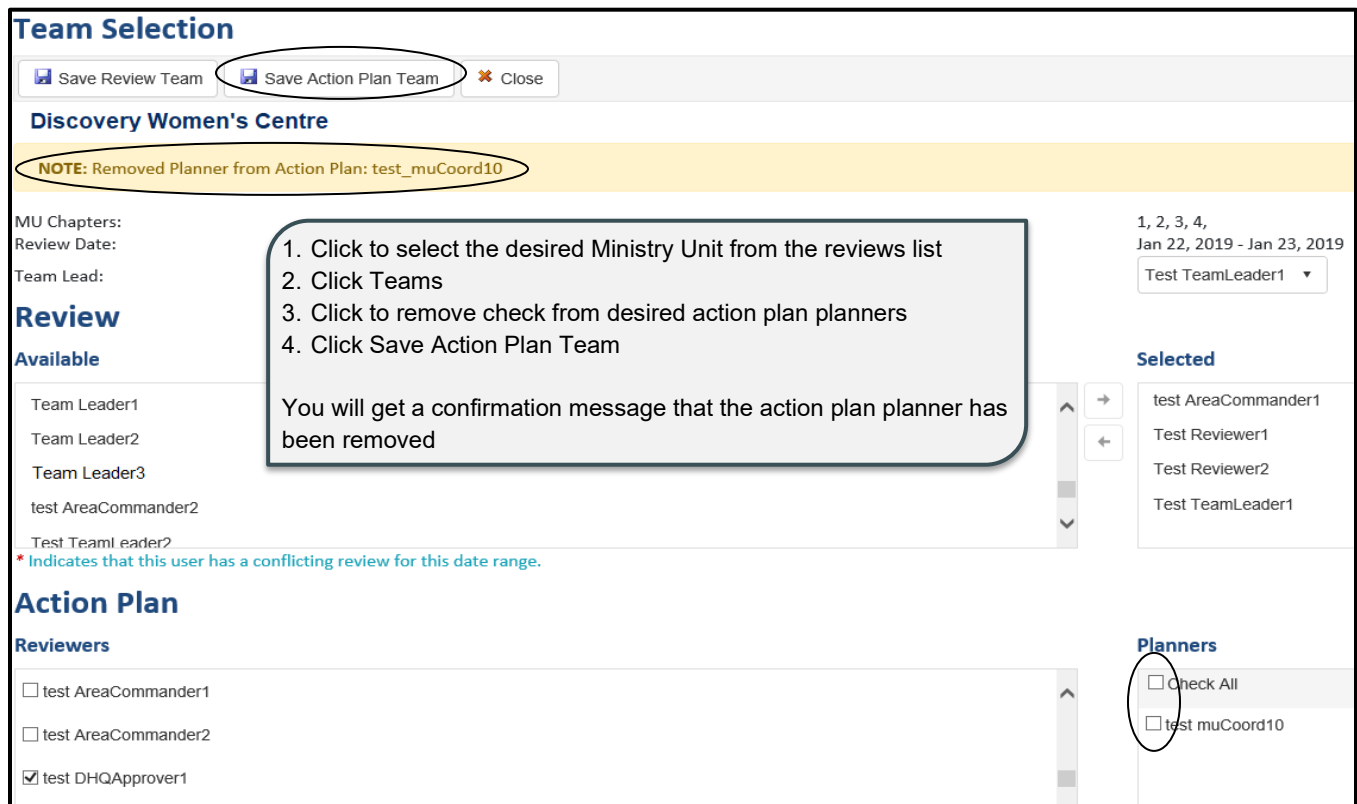 Team Selection
Save Review Team Save Action Plan Team Close
Discovery Women's Centre
NOTE: Removed Planner from Action Plan: test_muCoord10
MU Chapters: 1, 2, 3, 4,
Review Date: Jan 22, 2019 - Jan 23, 2019
Team Lead: Test TeamLeader1
1. Click to select the desired Ministry Unit from the reviews list
2. Click Teams
3. Click to remove check from desired action plan planners
4. Click Save Action Plan Team
You will get a confirmation message that the action plan planner has
been removed
Review
Available
Team Leader1
Team Leader2
Team Leader3
test AreaCommander2
Test TeamLeader2
* Indicates that this user has a conflicting review for this date range.
Selected
test AreaCommander1
Test Reviewer1
Test Reviewer2
Test TeamLeader1
Action Plan
Reviewers
test AreaCommander1
test AreaCommander2
test DHQApprover1
Planners
Check All
test muCoord10